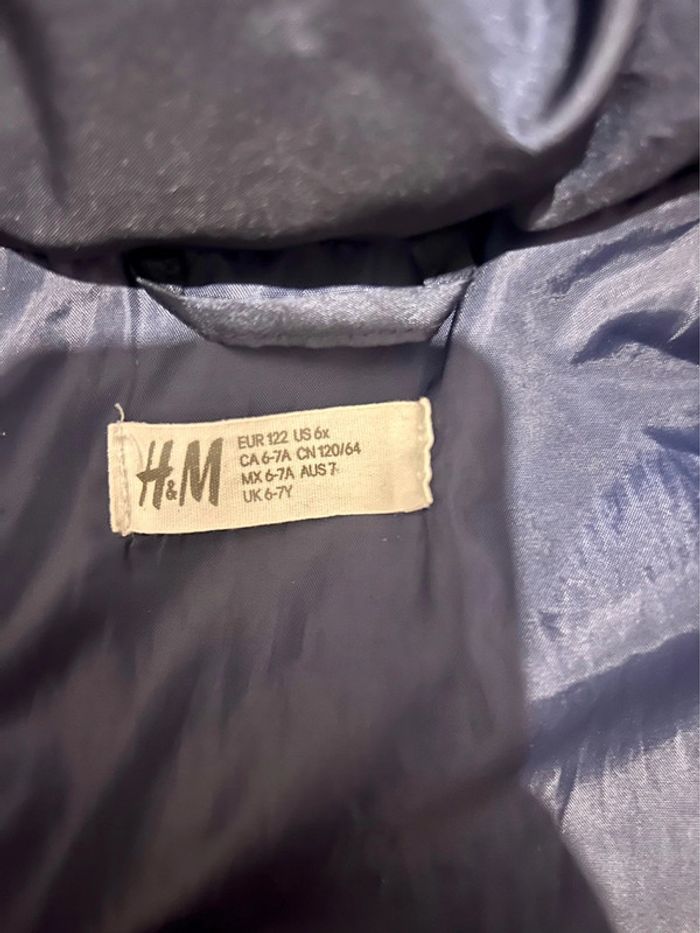 H&M
EUR 122 US 6x
CA 6-7A CN 120/64
MX 6-7A AUS 7
UK 6-7Y